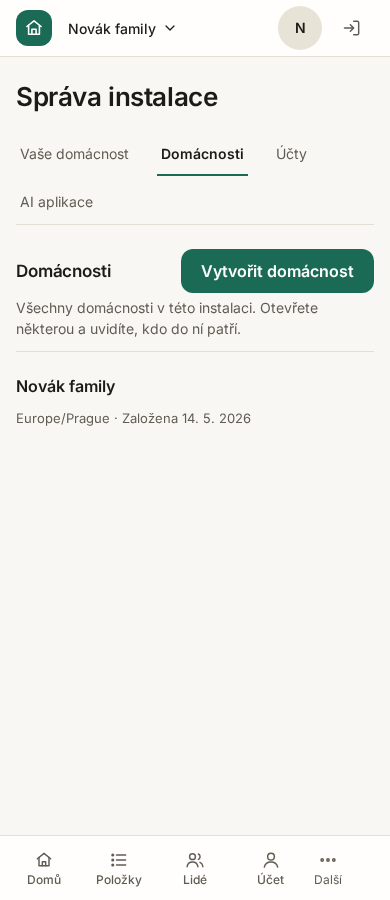 Novák family
N
Správa instalace
Vaše domácnost
Domácnosti
Účty
AI aplikace
Domácnosti
Vytvořit domácnost
Všechny domácnosti v této instalaci. Otevřete
některou a uvidíte, kdo do ní patří.
Novák family
Europe/Prague · Založena 14. 5. 2026
Domů
Položky
Lidé
Účet
Další